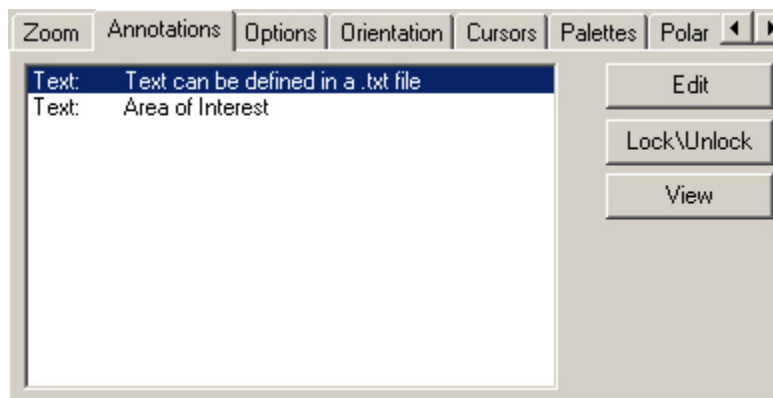 Zoom Annotations Options Orientation Cursors Palettes Polar
Text: Text can be defined in a .txt file
Text: Area of Interest
Edit
Lock\Unlock
View